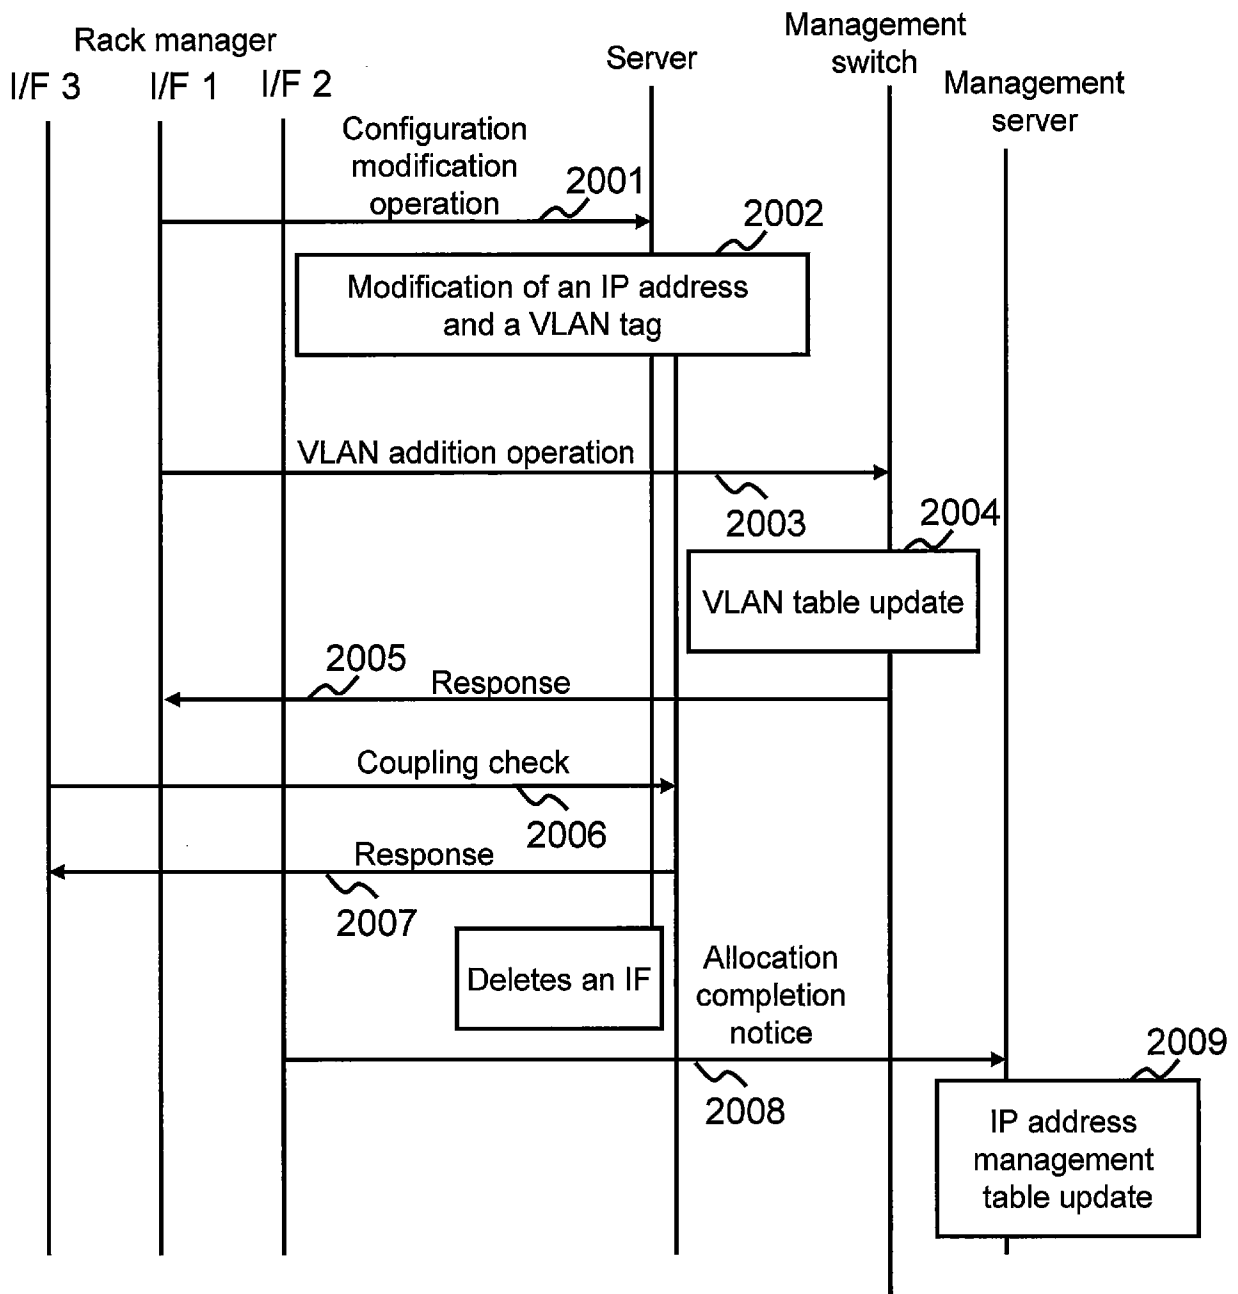 Rack manager
I/F 3
I/F 1
I/F 2
Server
Management
switch
Management
server
Configuration
modification
operation
2001
2002
Modification of an IP address
and a VLAN tag
VLAN addition operation
2003
2004
VLAN table update
2005
Response
Coupling check
2006
Response
2007
Deletes an IF
Allocation
completion
notice
2008
2009
IP address
management
table update